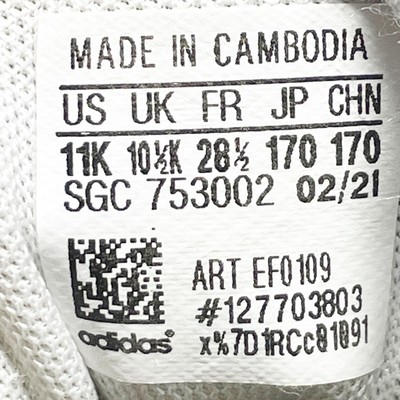 MADE IN CAMBODIA
US UK FR JP CHN
11K 10½K 28½ 170 170
SGC 753002 02/21
ART EF0109
#127703803
adidas®